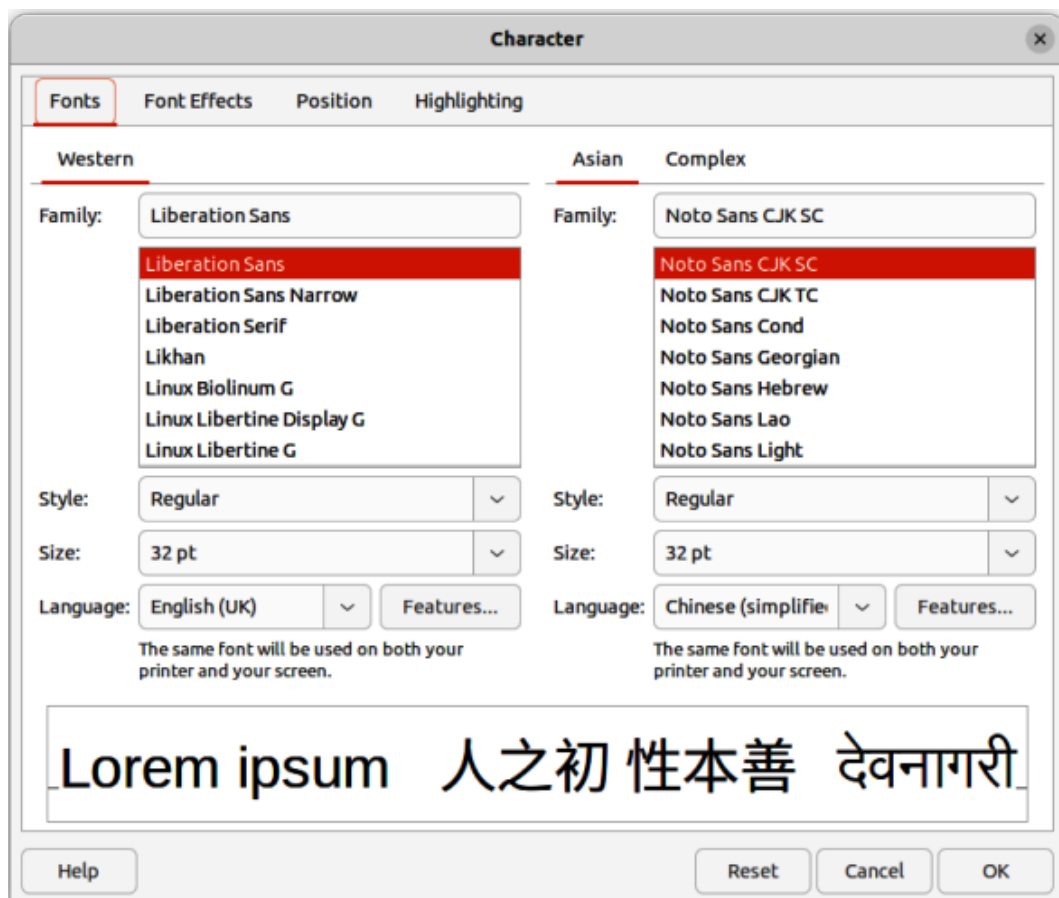 Character
Fonts Font Effects Position Highlighting
Western
Family: Liberation Sans
Liberation Sans
Liberation Sans Narrow
Liberation Serif
Likhan
Linux Biolinum G
Linux Libertine Display G
Linux Libertine G
Style: Regular
Size: 32 pt
Language: English (UK) Features...
The same font will be used on both your
printer and your screen.
Asian Complex
Family: Noto Sans CJK SC
Noto Sans CJK SC
Noto Sans CJK TC
Noto Sans Cond
Noto Sans Georgian
Noto Sans Hebrew
Noto Sans Lao
Noto Sans Light
Style: Regular
Size: 32 pt
Language: Chinese (simplifie Features...
The same font will be used on both your
printer and your screen.
Lorem ipsum 人之初 性本善 देवनागरी
Help Reset Cancel OK